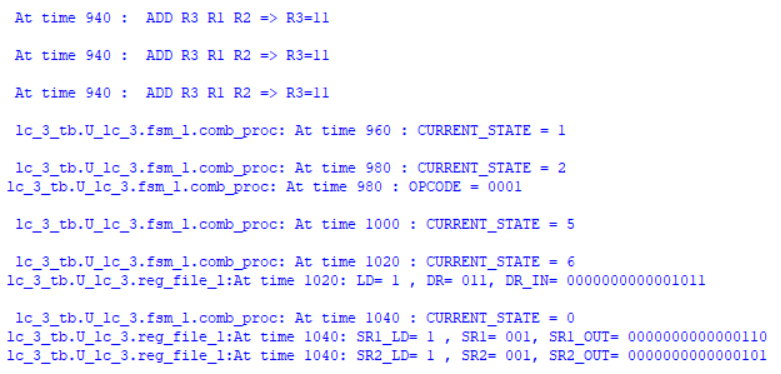 At time 940 :  ADD R3 R1 R2 => R3=11
At time 940 :  ADD R3 R1 R2 => R3=11
At time 940 :  ADD R3 R1 R2 => R3=11
lc_3_tb.U_lc_3.fsm_1.comb_proc: At time 960 : CURRENT_STATE = 1
lc_3_tb.U_lc_3.fsm_1.comb_proc: At time 980 : CURRENT_STATE = 2
lc_3_tb.U_lc_3.fsm_1.comb_proc: At time 980 : OPCODE = 0001
lc_3_tb.U_lc_3.fsm_1.comb_proc: At time 1000 : CURRENT_STATE = 5
lc_3_tb.U_lc_3.fsm_1.comb_proc: At time 1020 : CURRENT_STATE = 6
lc_3_tb.U_lc_3.reg_file_1:At time 1020: LD= 1 , DR= 011, DR_IN= 0000000000001011
lc_3_tb.U_lc_3.fsm_1.comb_proc: At time 1040 : CURRENT_STATE = 0
lc_3_tb.U_lc_3.reg_file_1:At time 1040: SR1_LD= 1 , SR1= 001, SR1_OUT= 0000000000000110
lc_3_tb.U_lc_3.reg_file_1:At time 1040: SR2_LD= 1 , SR2= 001, SR2_OUT= 0000000000000101